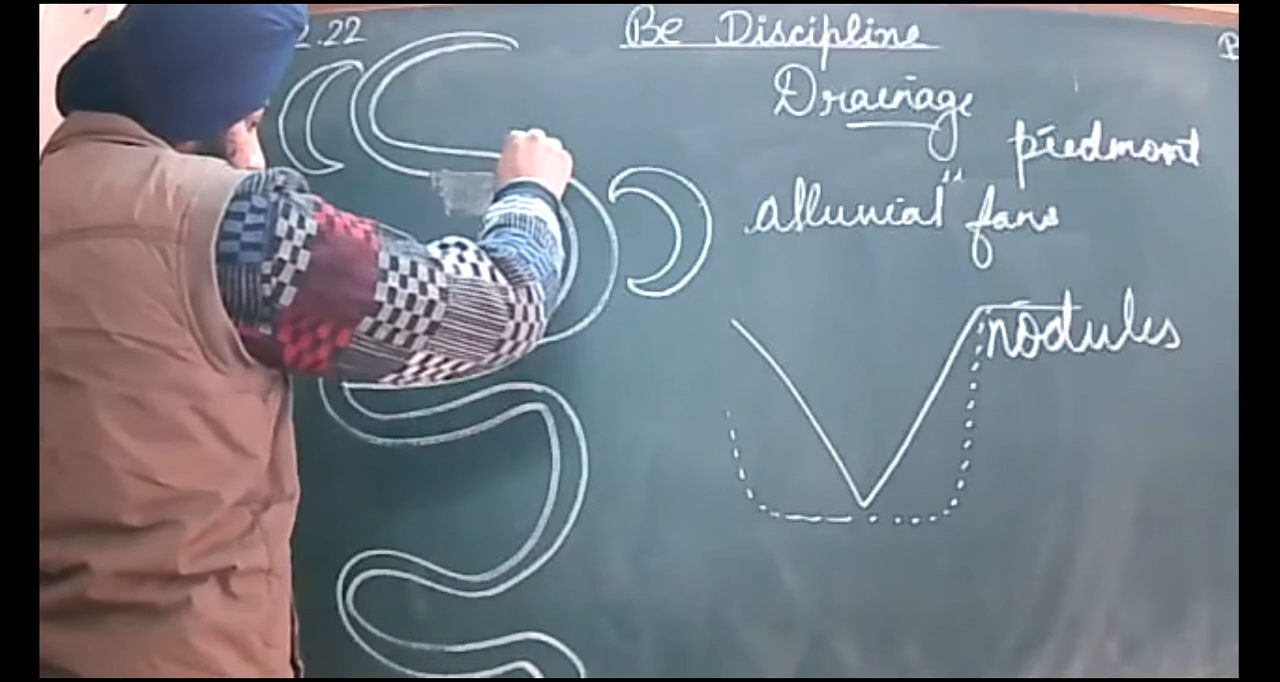 2.22
Be Discipline
Drainage
piedmont
alluvial fans
nodules